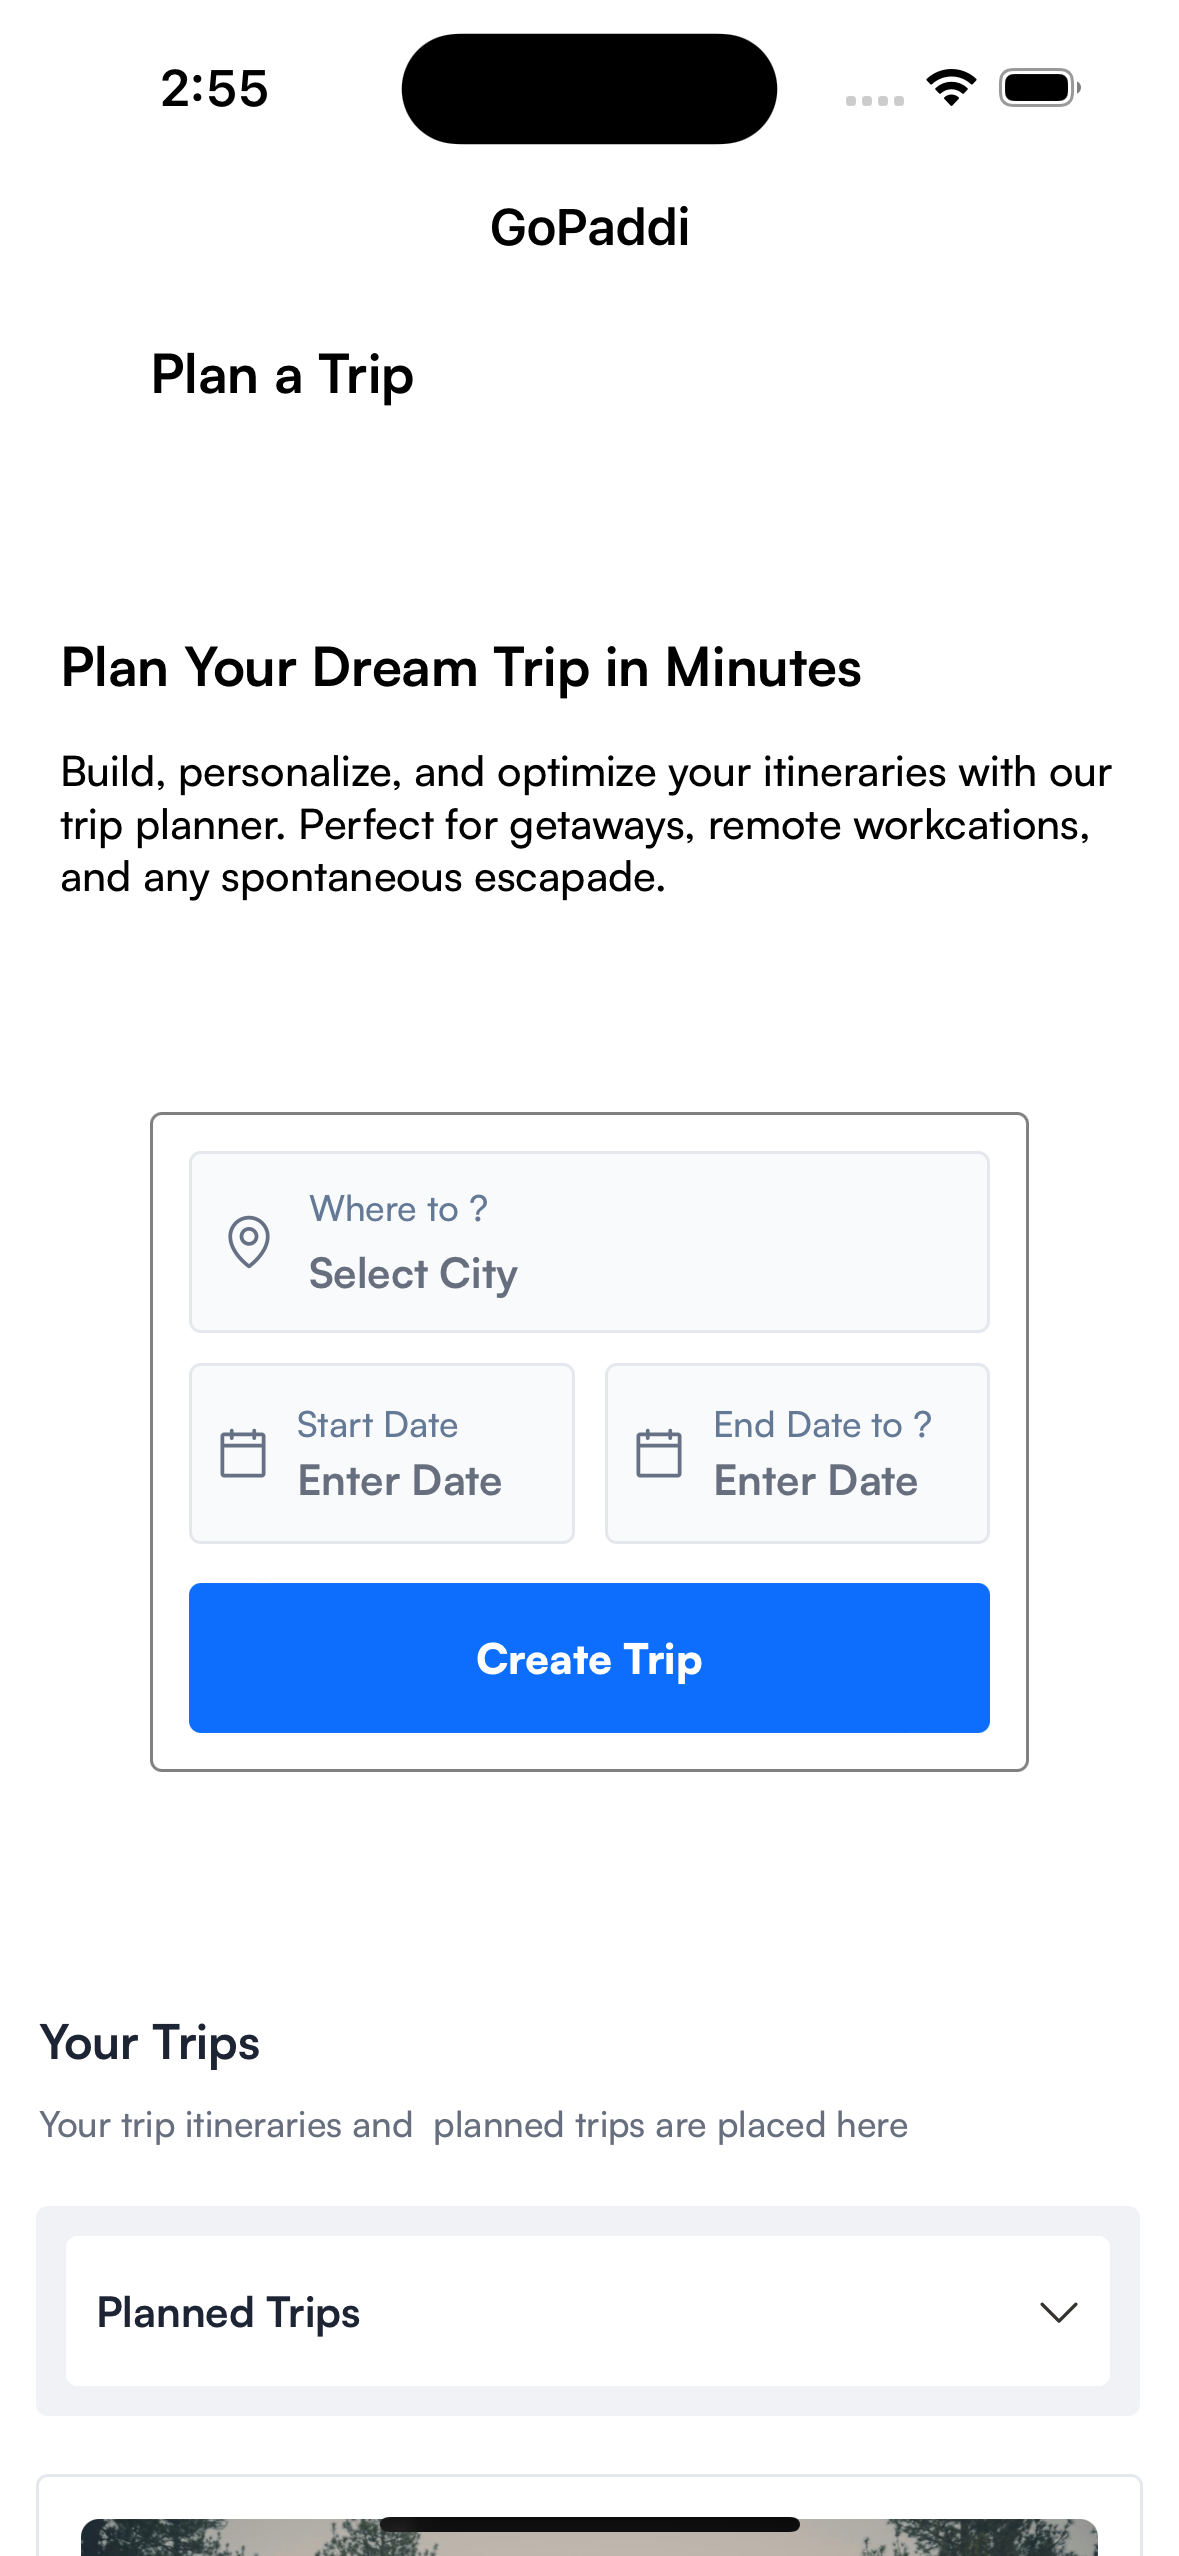 2:55
GoPaddi
Plan a Trip
Plan Your Dream Trip in Minutes
Build, personalize, and optimize your itineraries with our
trip planner. Perfect for getaways, remote workcations,
and any spontaneous escapade.
Where to ?
Select City
Start Date
Enter Date
End Date to ?
Enter Date
Create Trip
Your Trips
Your trip itineraries and  planned trips are placed here
Planned Trips